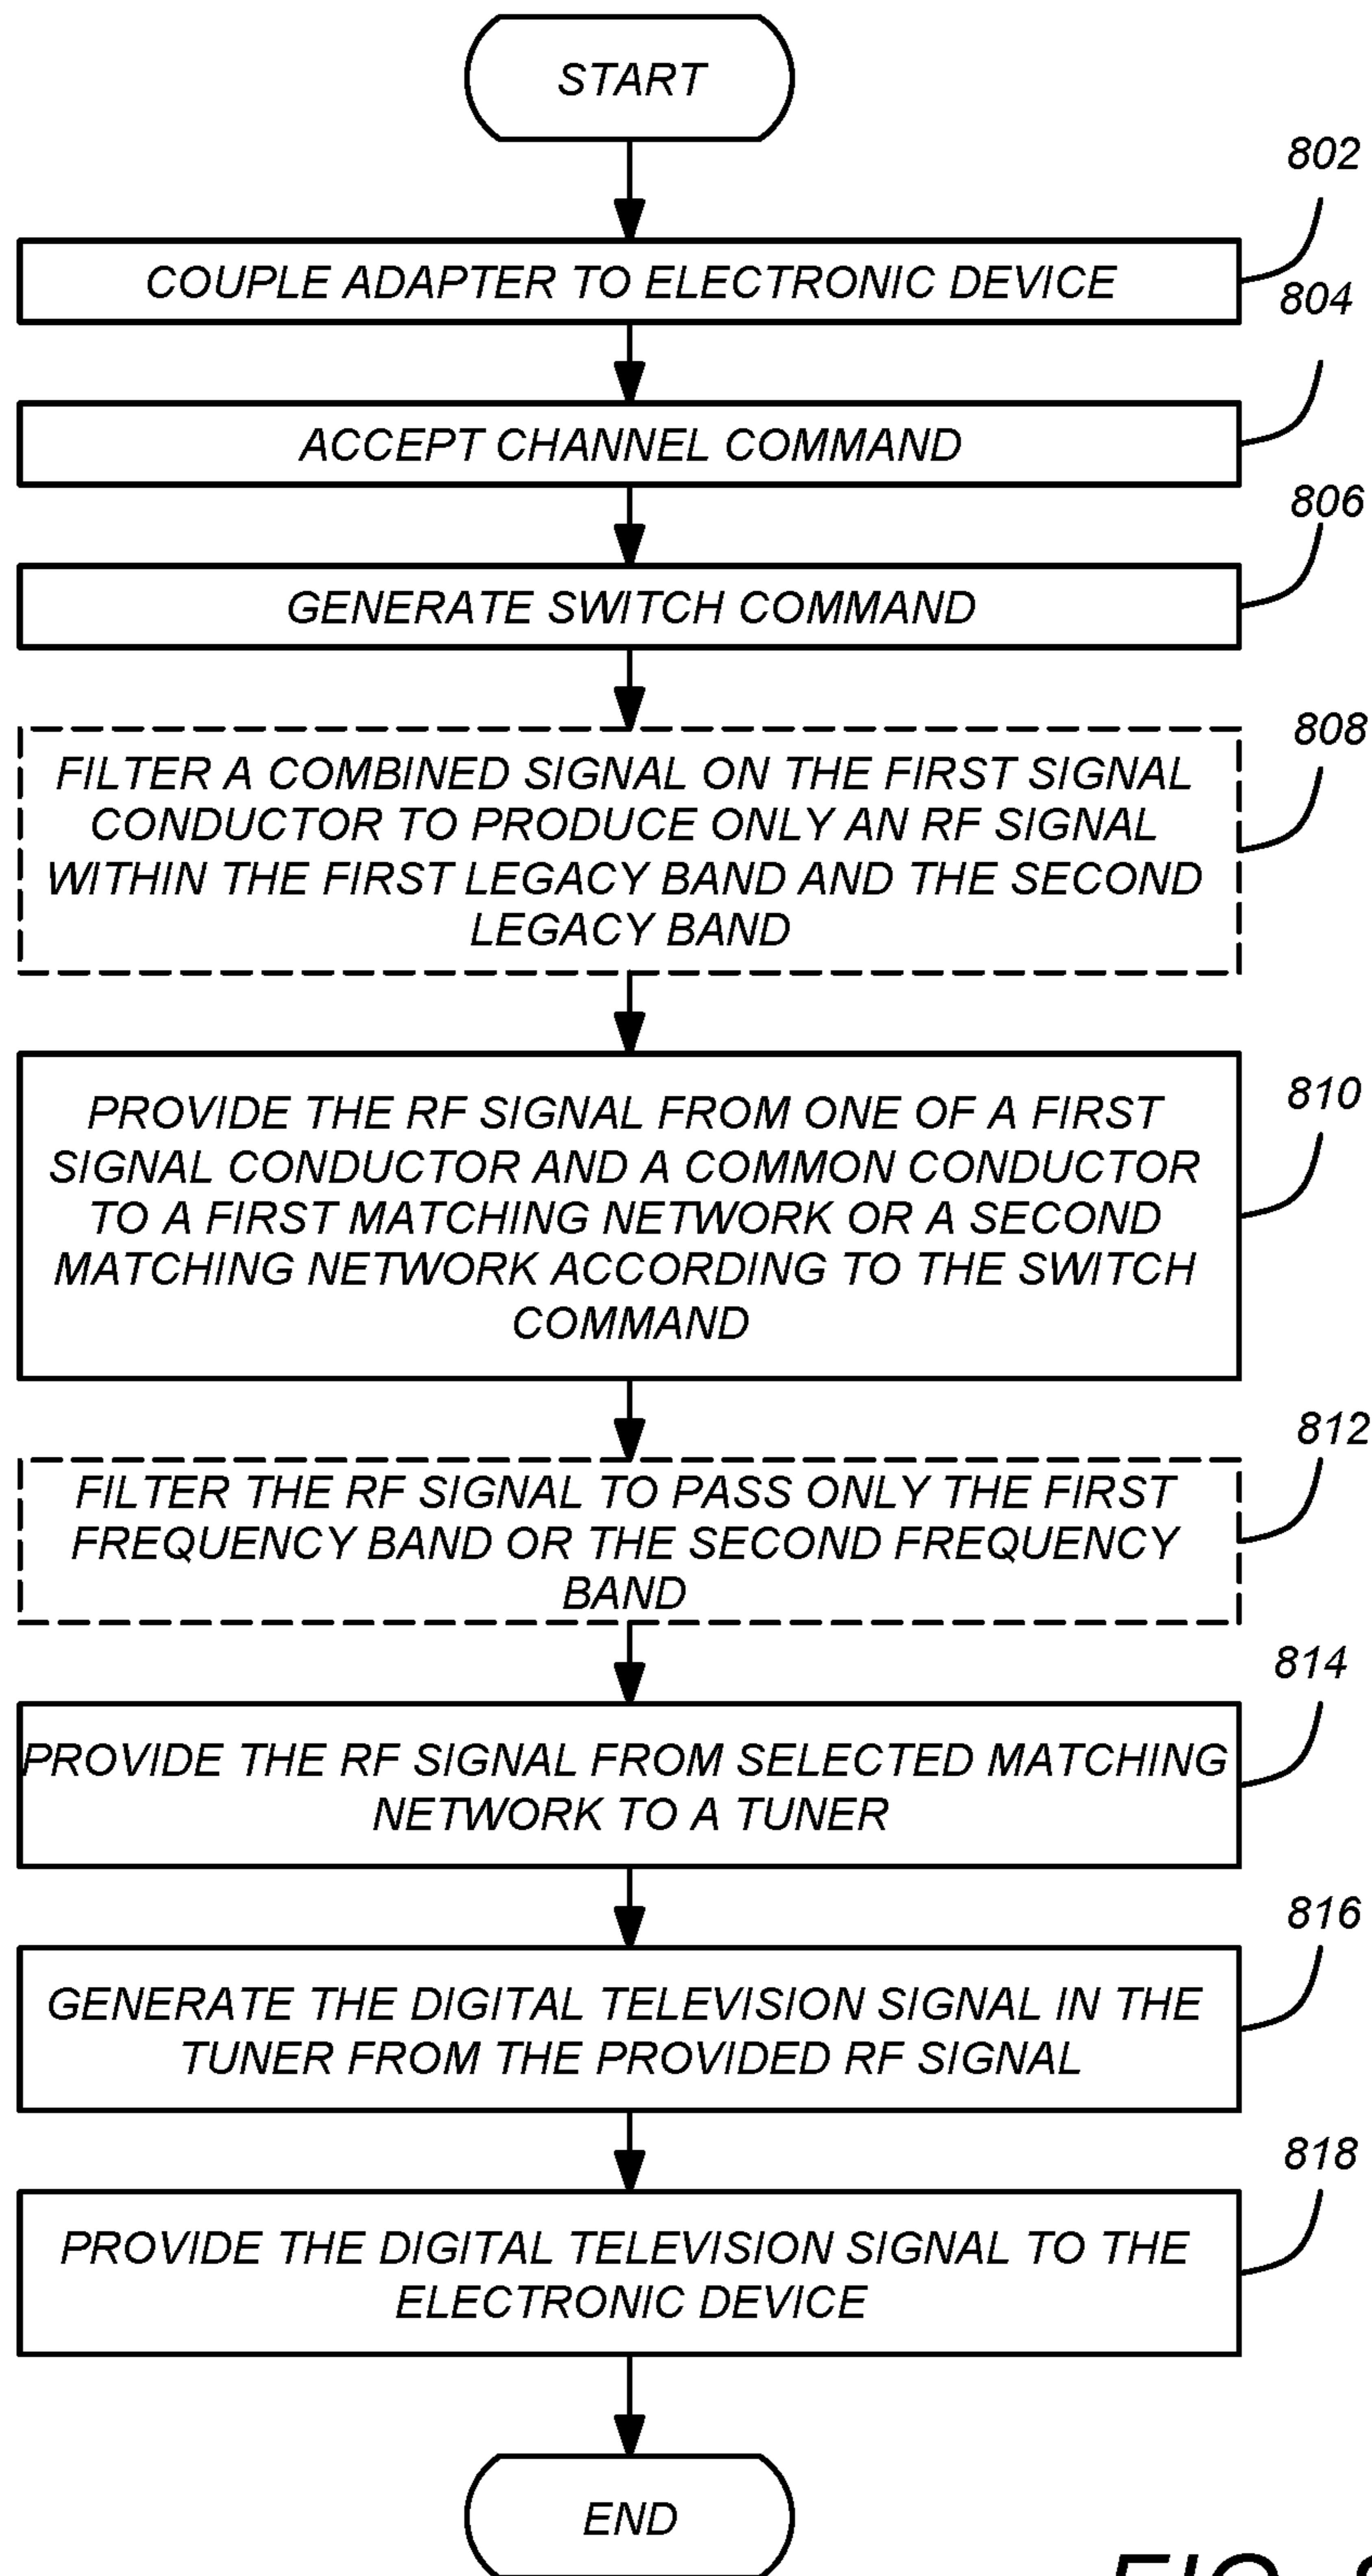 START
802
COUPLE ADAPTER TO ELECTRONIC DEVICE
804
ACCEPT CHANNEL COMMAND
806
GENERATE SWITCH COMMAND
808
FILTER A COMBINED SIGNAL ON THE FIRST SIGNAL
CONDUCTOR TO PRODUCE ONLY AN RF SIGNAL
WITHIN THE FIRST LEGACY BAND AND THE SECOND
LEGACY BAND
810
PROVIDE THE RF SIGNAL FROM ONE OF A FIRST
SIGNAL CONDUCTOR AND A COMMON CONDUCTOR
TO A FIRST MATCHING NETWORK OR A SECOND
MATCHING NETWORK ACCORDING TO THE SWITCH
COMMAND
812
FILTER THE RF SIGNAL TO PASS ONLY THE FIRST
FREQUENCY BAND OR THE SECOND FREQUENCY
BAND
814
PROVIDE THE RF SIGNAL FROM SELECTED MATCHING
NETWORK TO A TUNER
816
GENERATE THE DIGITAL TELEVISION SIGNAL IN THE
TUNER FROM THE PROVIDED RF SIGNAL
818
PROVIDE THE DIGITAL TELEVISION SIGNAL TO THE
ELECTRONIC DEVICE
END
FIG.